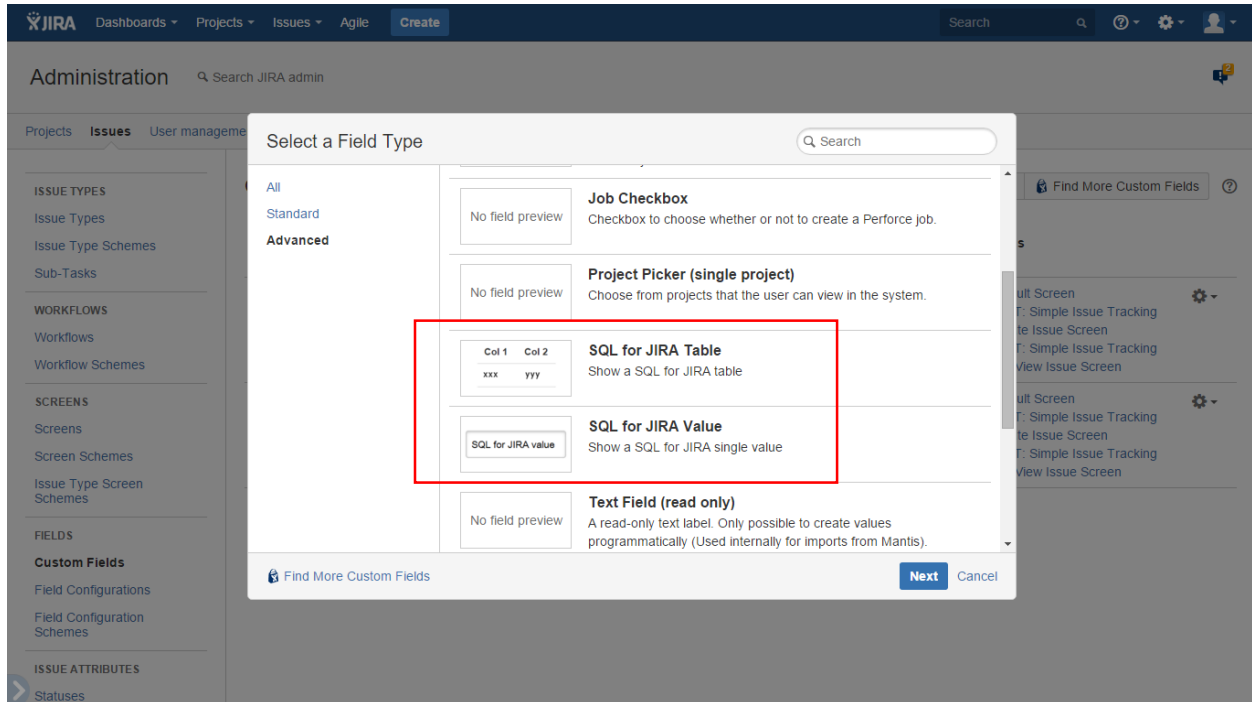 JIRA Dashboards Projects Issues Agile Create Search
Administration Search JIRA admin 2
Projects Issues User manageme
ISSUE TYPES
Issue Types
Issue Type Schemes
Sub-Tasks
WORKFLOWS
Workflows
Workflow Schemes
SCREENS
Screens
Screen Schemes
Issue Type Screen
Schemes
FIELDS
Custom Fields
Field Configurations
Field Configuration
Schemes
ISSUE ATTRIBUTES
Statuses
Select a Field Type Search
All
Standard
Advanced
No field preview
Job Checkbox
Checkbox to choose whether or not to create a Perforce job.
No field preview
Project Picker (single project)
Choose from projects that the user can view in the system.
Col 1 Col 2
xxx yyy
SQL for JIRA Table
Show a SQL for JIRA table
SQL for JIRA value
SQL for JIRA Value
Show a SQL for JIRA single value
No field preview
Text Field (read only)
A read-only text label. Only possible to create values
programmatically (Used internally for imports from Mantis).
Find More Custom Fields Next Cancel
Find More Custom Fields
s
ult Screen
T: Simple Issue Tracking
te Issue Screen
T: Simple Issue Tracking
View Issue Screen
ult Screen
T: Simple Issue Tracking
te Issue Screen
T: Simple Issue Tracking
View Issue Screen